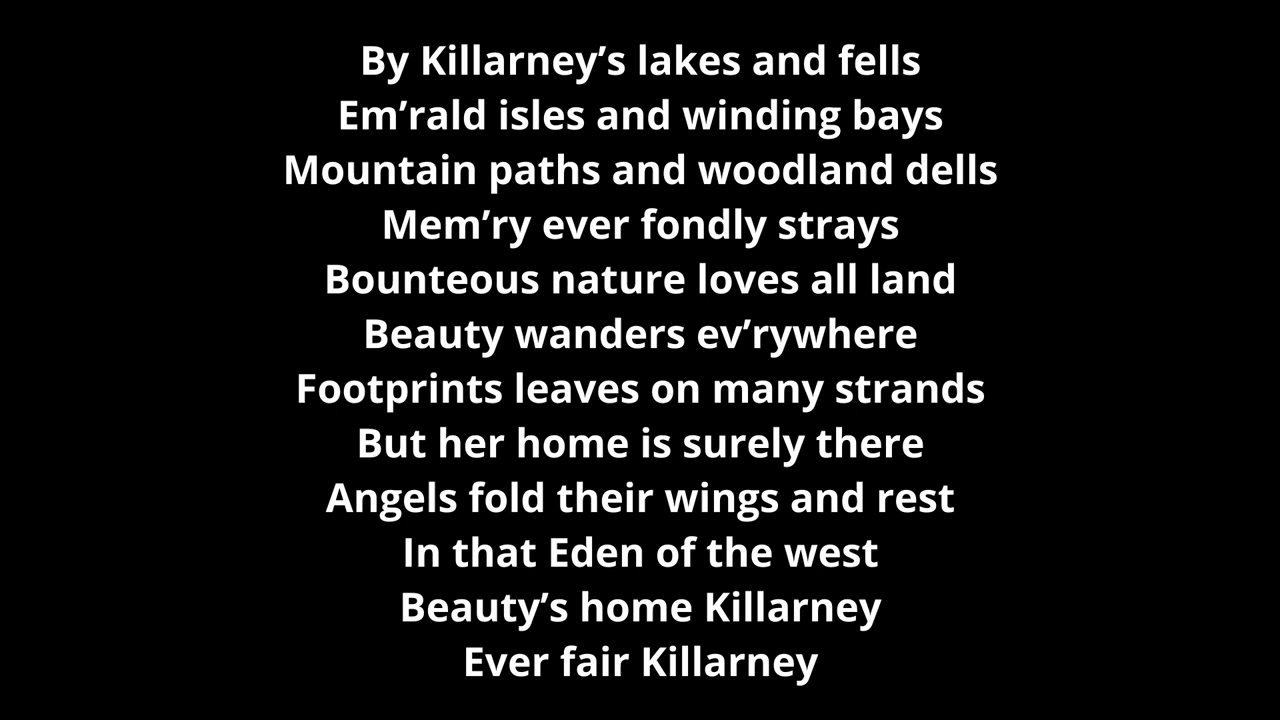 By Killarney’s lakes and fells
Em’rald isles and winding bays
Mountain paths and woodland dells
Mem’ry ever fondly strays
Bounteous nature loves all land
Beauty wanders ev’rywhere
Footprints leaves on many strands
But her home is surely there
Angels fold their wings and rest
In that Eden of the west
Beauty’s home Killarney
Ever fair Killarney